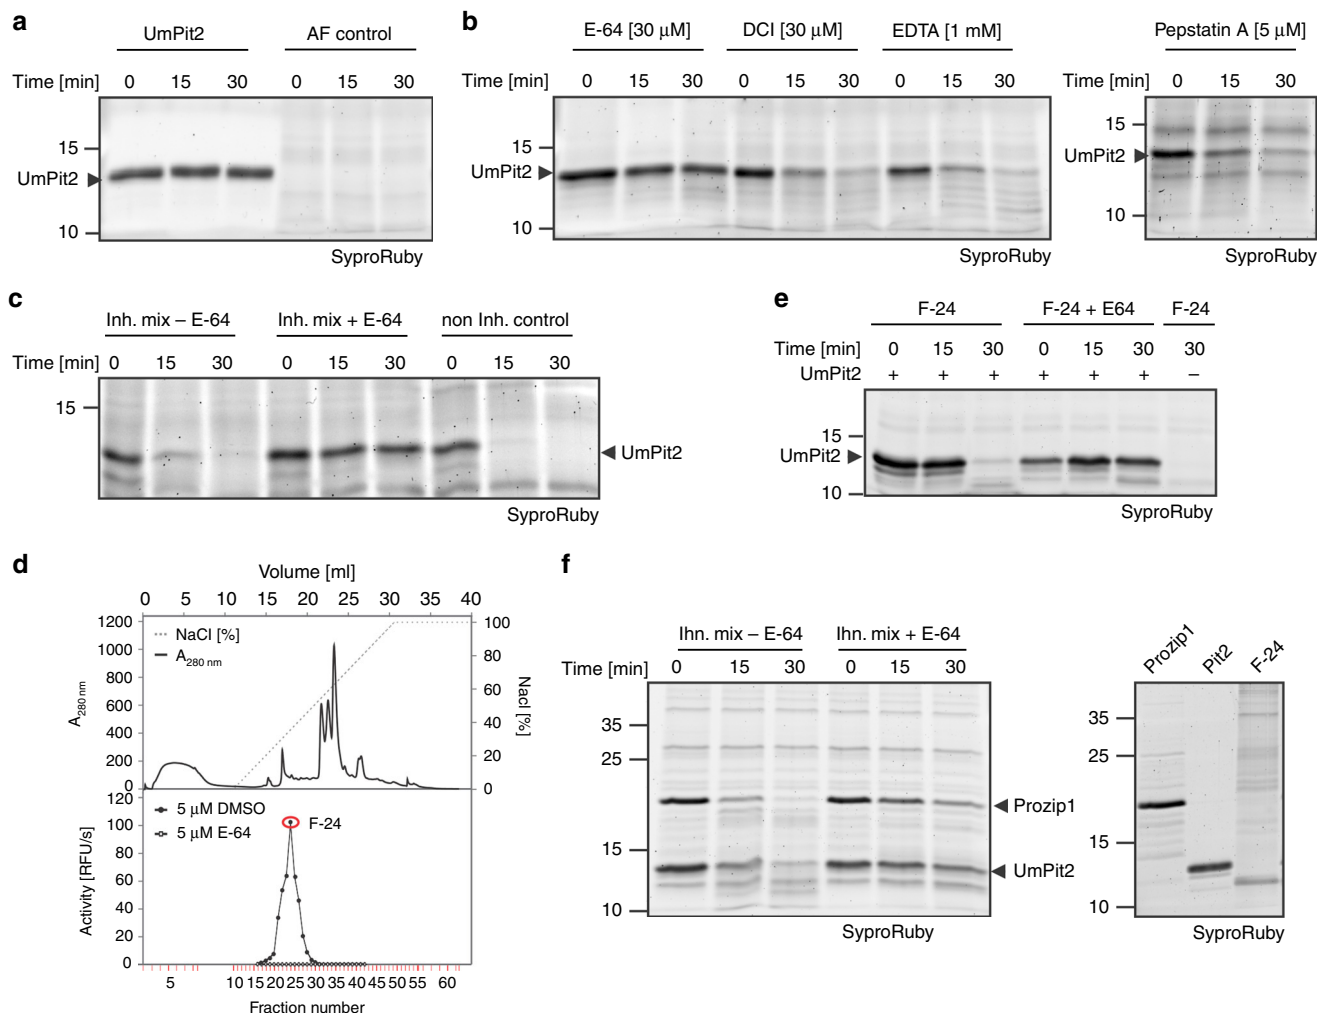 a
UmPit2 AF control
Time [min] 0 15 30 0 15 30
15
UmPit2
10
SyproRuby
b
E-64 [30 µM] DCI [30 µM] EDTA [1 mM] Pepstatin A [5 µM]
Time [min] 0 15 30 0 15 30 0 15 30 Time [min] 0 15 30
15 15
UmPit2 UmPit2
10 10
SyproRuby SyproRuby
c
Inh. mix – E-64 Inh. mix + E-64 non Inh. control
Time [min] 0 15 30 0 15 30 0 15 30
15
UmPit2
SyproRuby
e
F-24 F-24 + E64 F-24
Time [min] 0 15 30 0 15 30 30
UmPit2 + + + + + + –
15
UmPit2
10
SyproRuby
d
Volume [ml]
0 5 10 15 20 25 30 35 40
1200 100
NaCl [%]
A280 nm
1000 80
800
600 60
400 40
200 20
0 0
A280 nm
Nacl [%]
120
5 µM DMSO
5 µM E-64
F-24
100
80
60
40
20
0
Activity [RFU/s]
5 10 15 20 25 30 35 40 45 50 55 60
Fraction number
f
Ihn. mix – E-64 Ihn. mix + E-64
Time [min] 0 15 30 0 15 30
35
25
Prozip1
15
UmPit2
10
SyproRuby
Prozip1 Pit2 F-24
35
25
15
10
SyproRuby